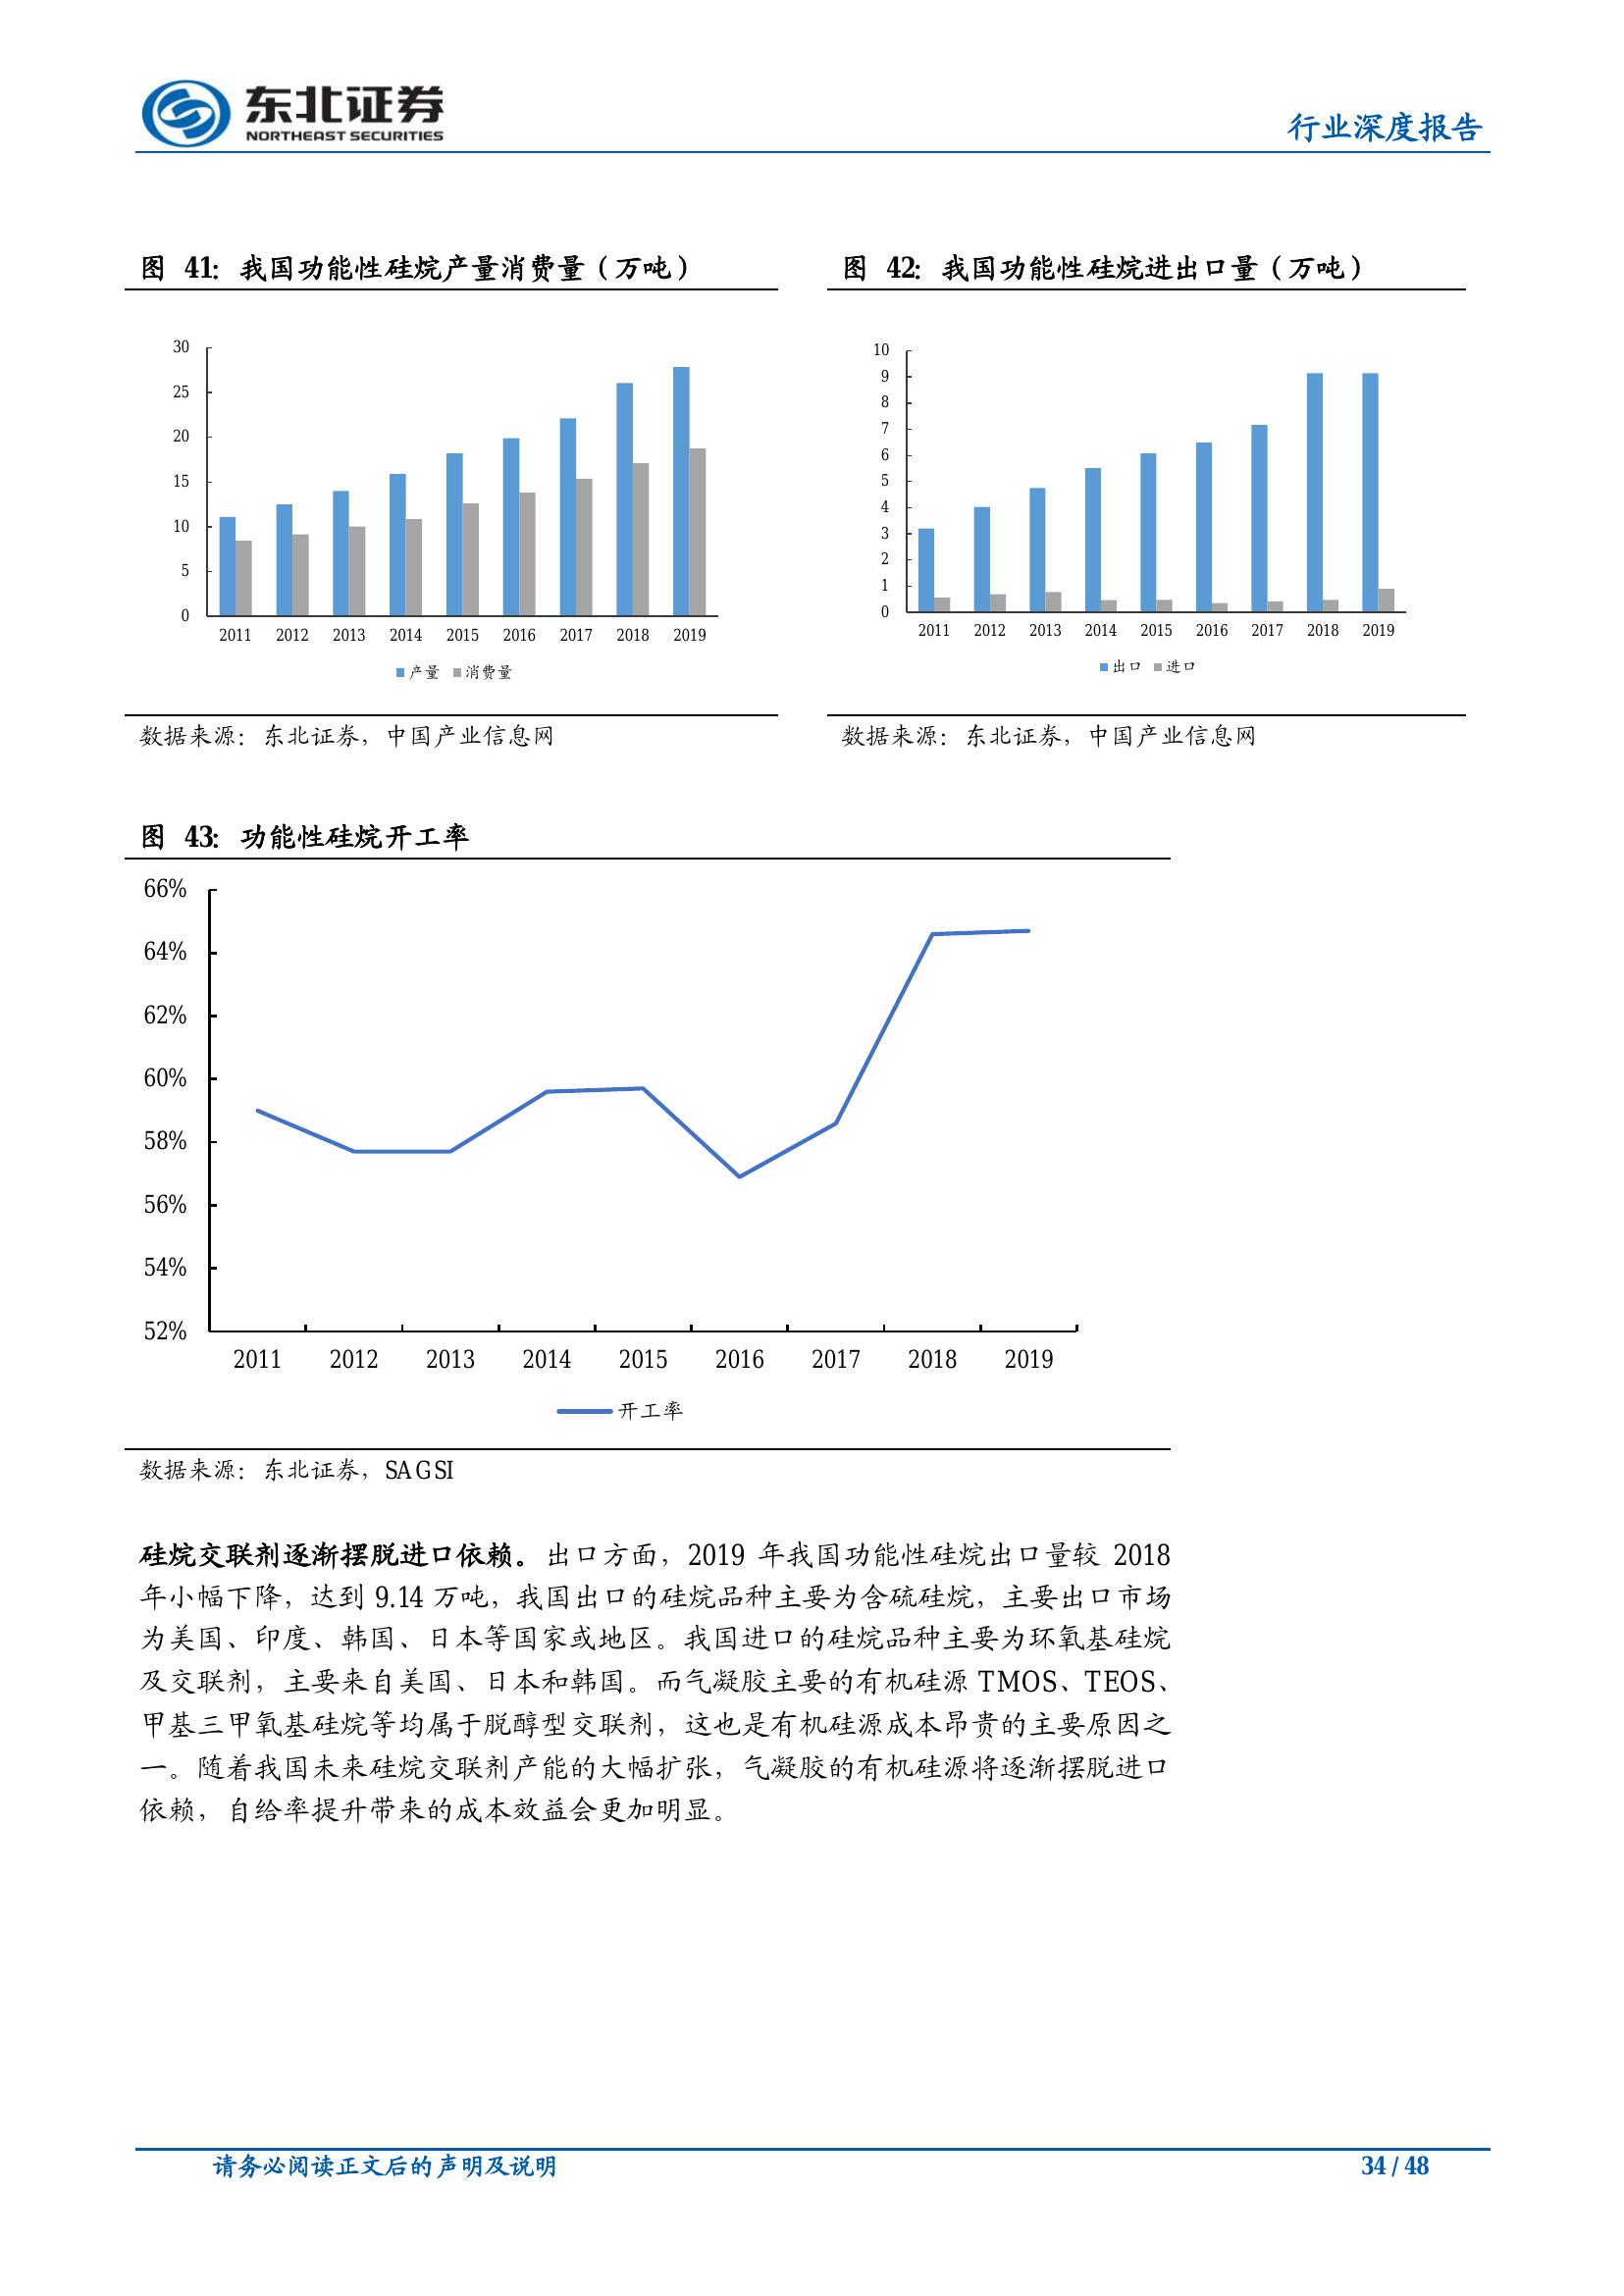 东北证券
NORTHEAST SECURITIES
行业深度报告
图 41：我国功能性硅烷产量消费量（万吨）
30
25
20
15
10
5
0
2011 2012 2013 2014 2015 2016 2017 2018 2019
产量 消费量
数据来源：东北证券，中国产业信息网
图 42：我国功能性硅烷进出口量（万吨）
10
9
8
7
6
5
4
3
2
1
0
2011 2012 2013 2014 2015 2016 2017 2018 2019
出口 进口
数据来源：东北证券，中国产业信息网
图 43：功能性硅烷开工率
66%
64%
62%
60%
58%
56%
54%
52%
2011 2012 2013 2014 2015 2016 2017 2018 2019
开工率
数据来源：东北证券，SAGSI
硅烷交联剂逐渐摆脱进口依赖。出口方面，2019 年我国功能性硅烷出口量较 2018
年小幅下降，达到 9.14 万吨，我国出口的硅烷品种主要为含硫硅烷，主要出口市场
为美国、印度、韩国、日本等国家或地区。我国进口的硅烷品种主要为环氧基硅烷
及交联剂，主要来自美国、日本和韩国。而气凝胶主要的有机硅源 TMOS、TEOS、
甲基三甲氧基硅烷等均属于脱醇型交联剂，这也是有机硅源成本昂贵的主要原因之
一。随着我国未来硅烷交联剂产能的大幅扩张，气凝胶的有机硅源将逐渐摆脱进口
依赖，自给率提升带来的成本效益会更加明显。
请务必阅读正文后的声明及说明
34 / 48